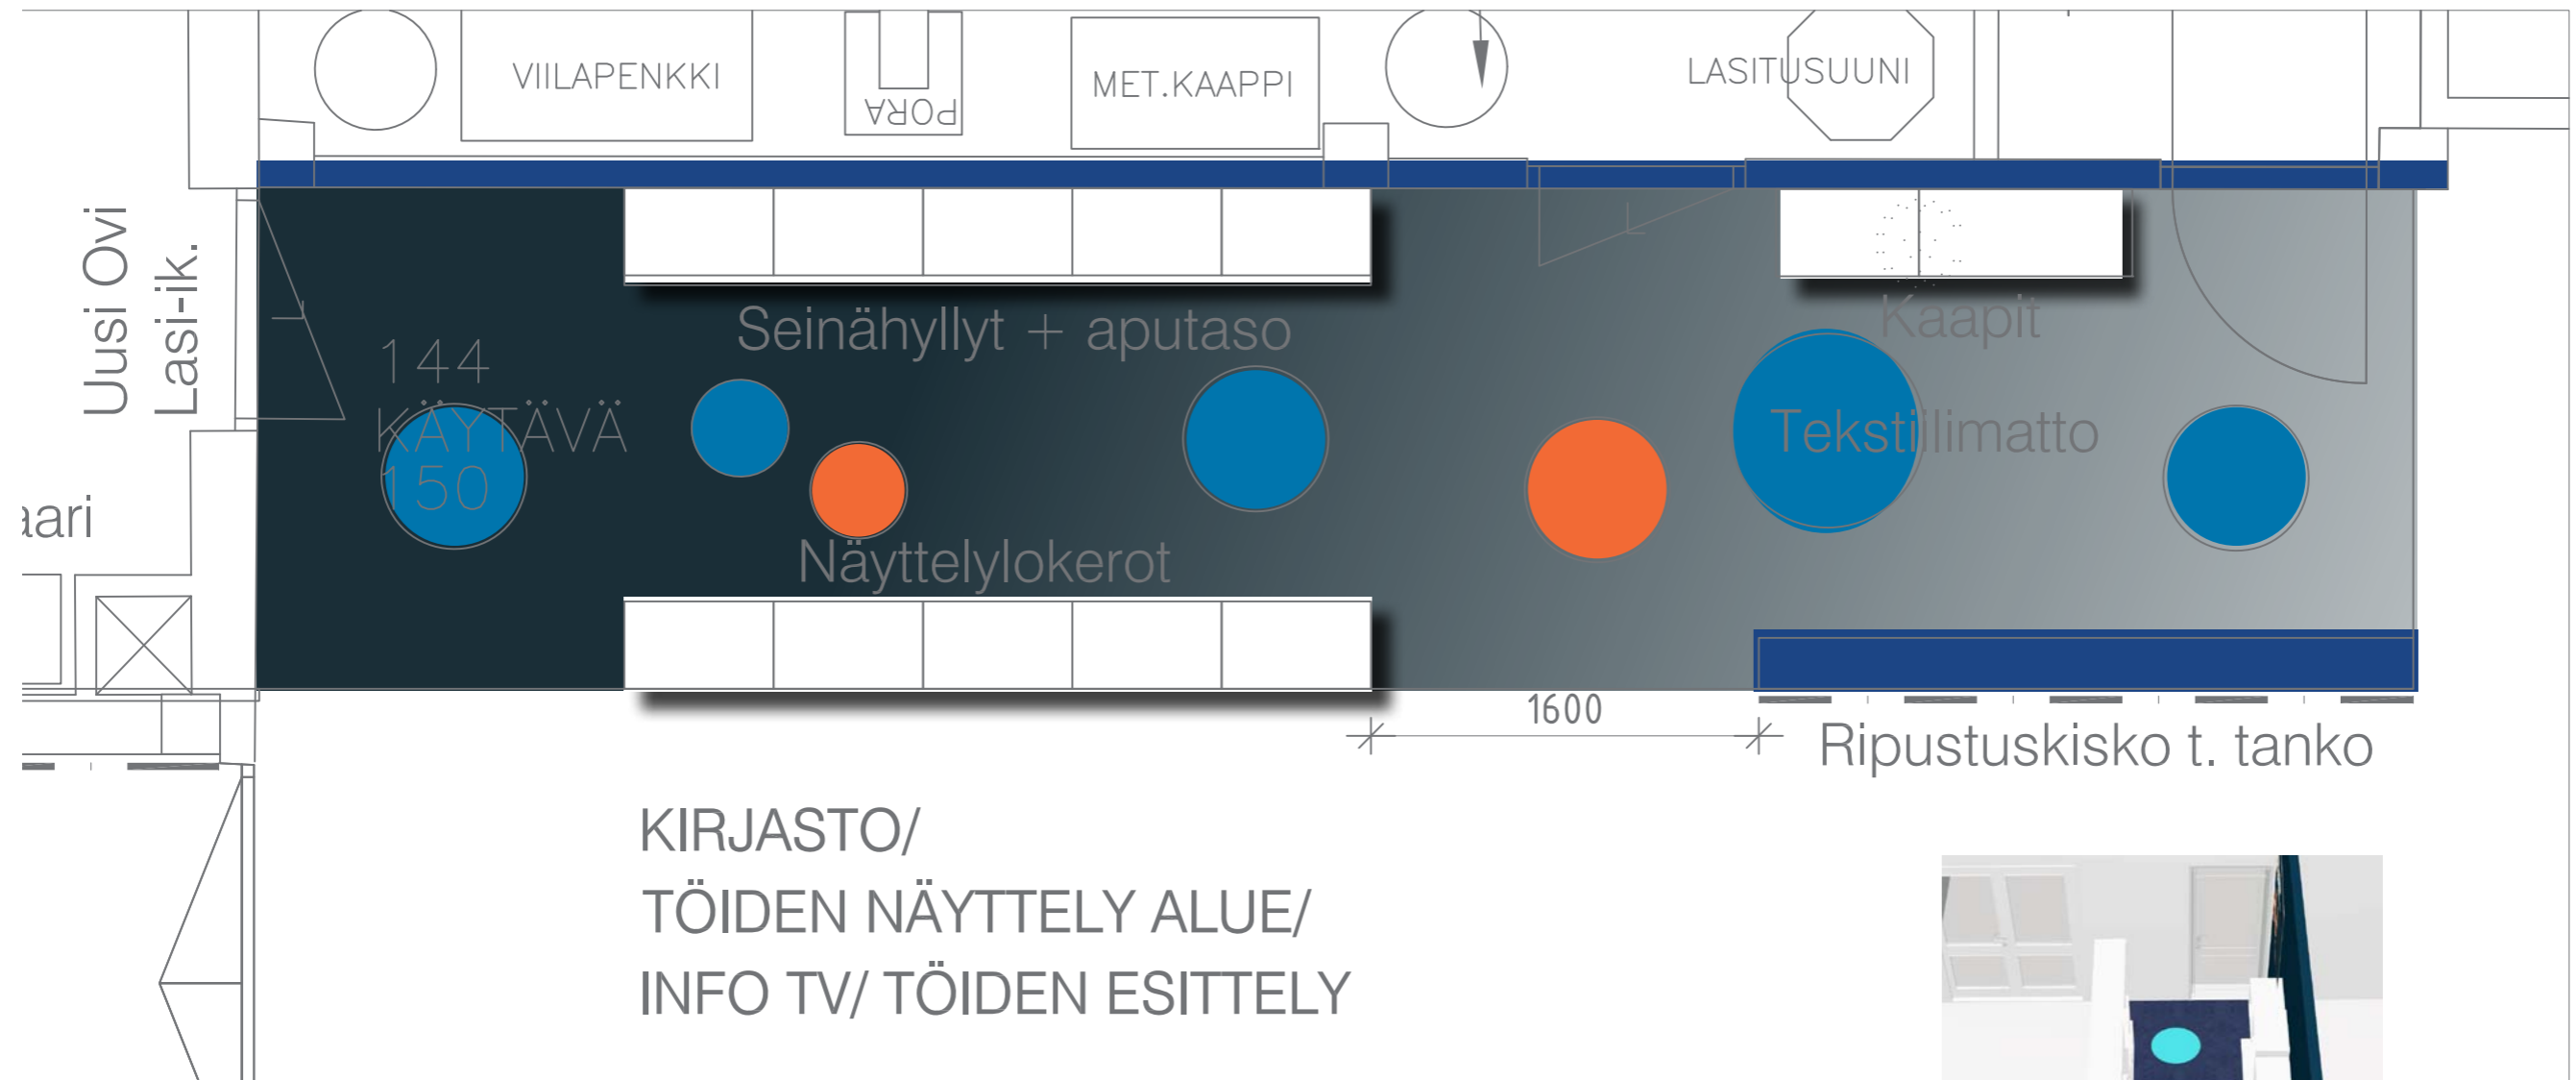 VIILAPENKKI
PORA
MET.KAAPPI
LASITUSUUNI
Uusi Ovi
Lasi-ik.
Seinähyllyt + aputaso
Kaapit
144
KÄYTÄVÄ
150
Tekstiilimatto
Näyttelylokerot
1600
Ripustuskisko t. tanko
KIRJASTO/
TÖIDEN NÄYTTELY ALUE/
INFO TV/ TÖIDEN ESITTELY